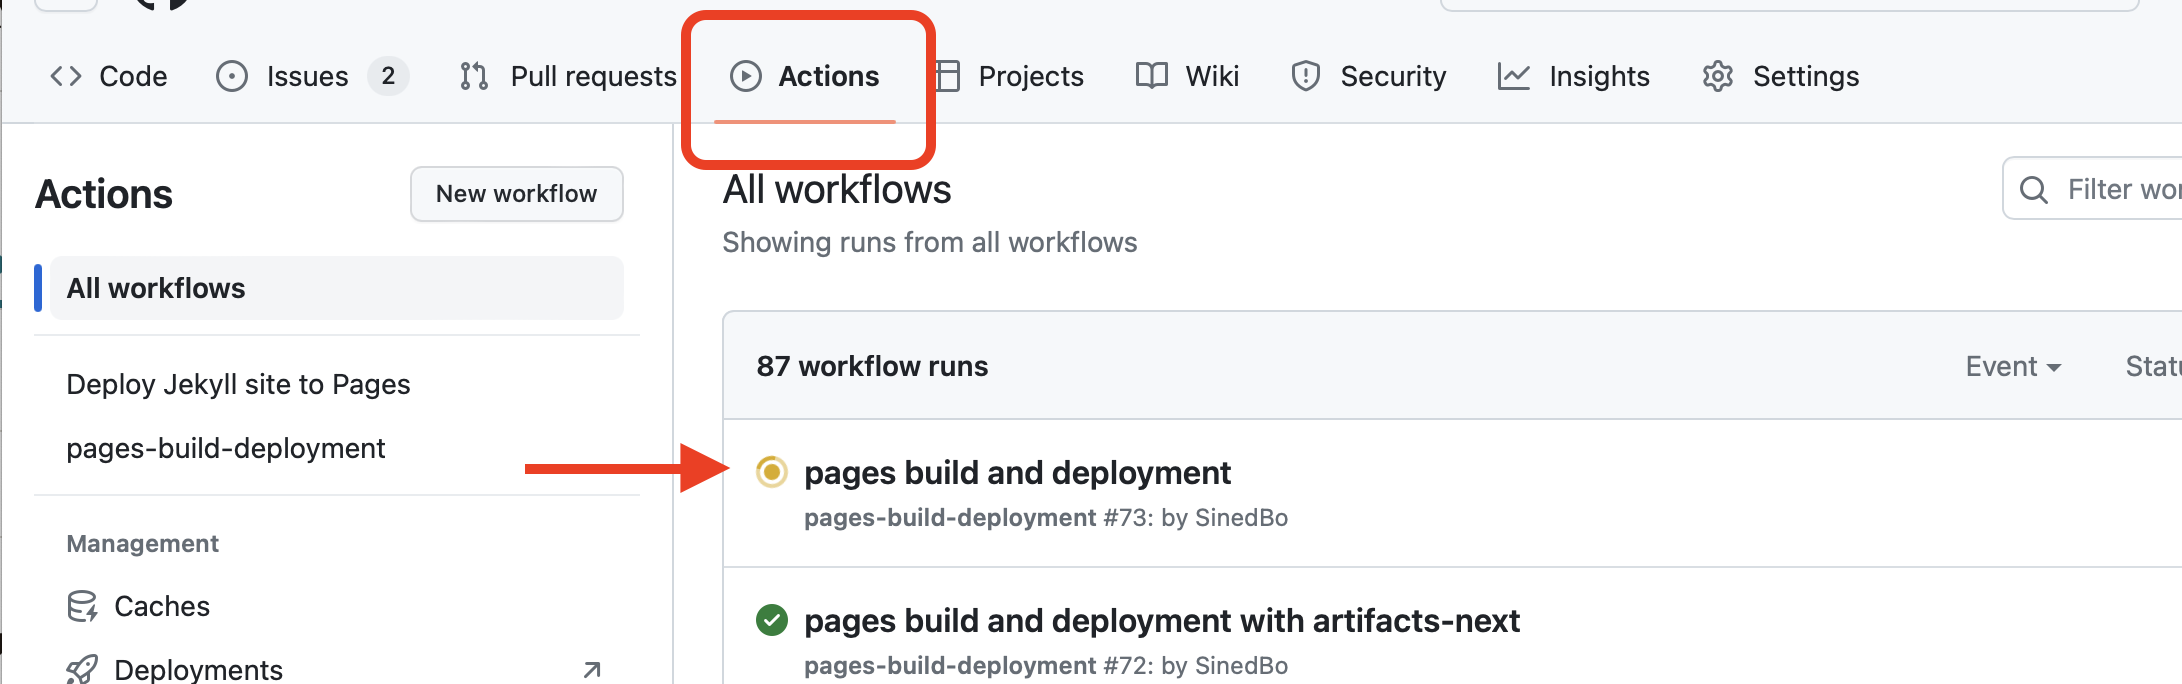 Code Issues 2 Pull requests Actions Projects Wiki Security Insights Settings
Actions
New workflow
All workflows
Deploy Jekyll site to Pages
pages-build-deployment
Management
Caches
Deployments
All workflows
Showing runs from all workflows
Filter
87 workflow runs
Event
pages build and deployment
pages-build-deployment #73: by SinedBo
pages build and deployment with artifacts-next
pages-build-deployment #72: by SinedBo